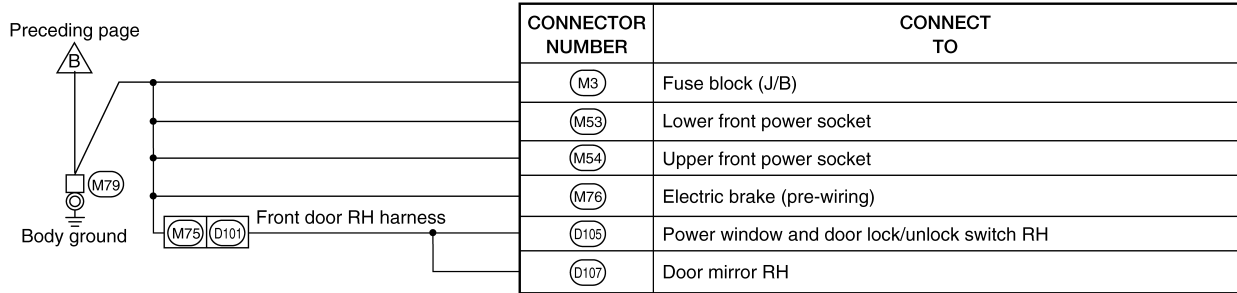 Preceding page
B
M79
Body ground
M75 D101
Front door RH harness
CONNECTOR NUMBER CONNECT TO
M3 Fuse block (J/B)
M53 Lower front power socket
M54 Upper front power socket
M76 Electric brake (pre-wiring)
D105 Power window and door lock/unlock switch RH
D107 Door mirror RH